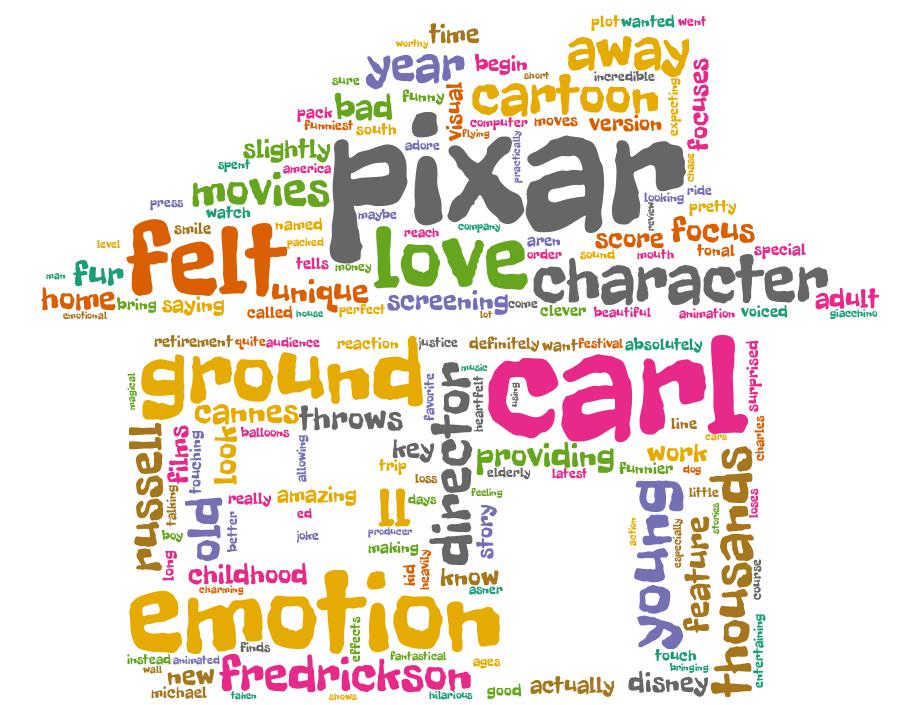 plot wanted went
worthy time
away
year begin short incredible
sure
cartoon focuses
visual expecting
pack bad funny
funniest south flying computer moves version
pixar
slightly adore practically
spent america chase
movies looking ride
press watch maybe review pretty
smile named reach company
level felt packed love aren score focus
man fur tells money order sound mouth tonal special
character
home bring saying unique screening come adult
emotional called house perfect lot clever beautiful animation voiced giacchino
retirement quite audience reaction justice definitely want festival absolutely
ground carl surprised
magical favorite director music heartfelt using
cannes throws line
russell films touching look balloons allowing key cars charles
providing work
trip elderly latest funnier dog
talking old loss feeling
really amazing ll days young little thousands loses
boy better ed producer story action especially feature stories
joke
long making
childhood kid heavily know course
charming asner
emotion
finds effects entertaining
instead animated fantastical ages touch
wall bringing
new fredrickson
michael taken shows hilarious good actually disney